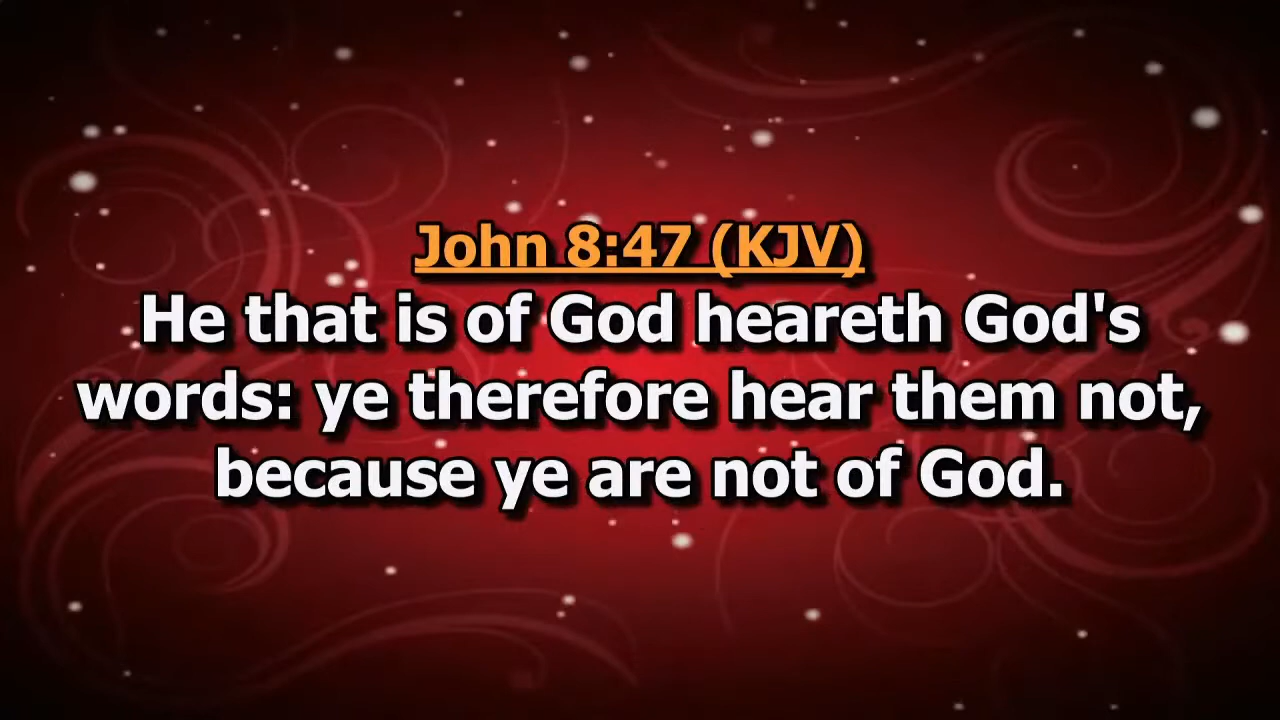 John 8:47 (KJV)
He that is of God heareth God's
words: ye therefore hear them not,
because ye are not of God.